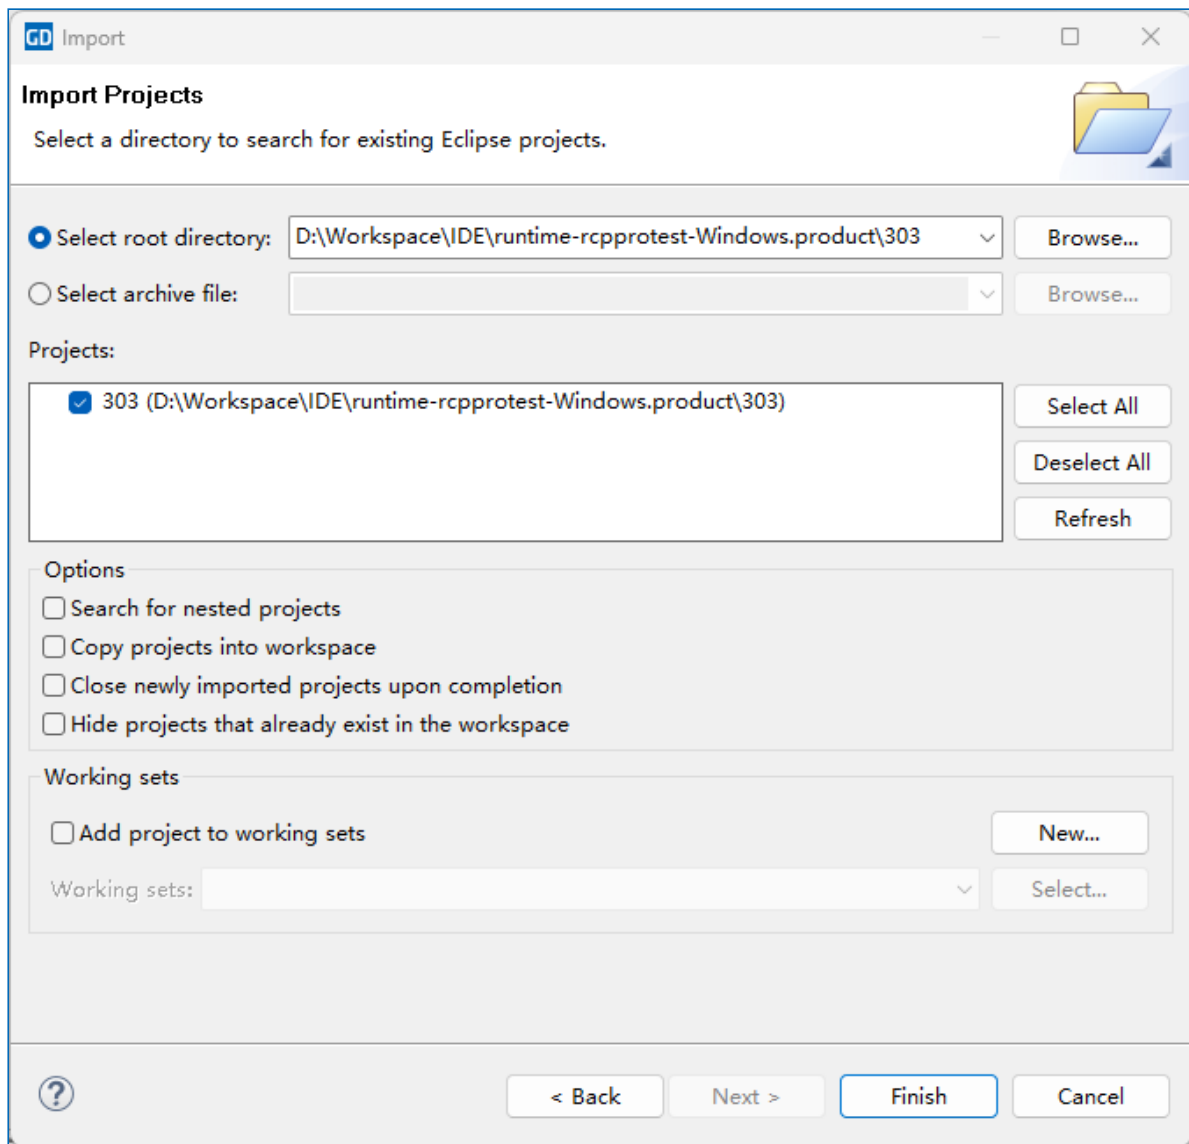 GD Import
Import Projects
Select a directory to search for existing Eclipse projects.
Select root directory: D:\Workspace\IDE\runtime-rcpprotest-Windows.product\303 Browse...
Select archive file: Browse...
Projects:
303 (D:\Workspace\IDE\runtime-rcpprotest-Windows.product\303)
Select All
Deselect All
Refresh
Options
Search for nested projects
Copy projects into workspace
Close newly imported projects upon completion
Hide projects that already exist in the workspace
Working sets
Add project to working sets New...
Working sets: Select...
? < Back Next > Finish Cancel